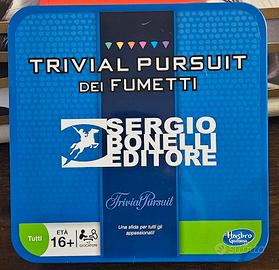 TRIVIAL PURSUIT
DEI FUMETTI
SERGIO
BONELLI
EDITORE
Trivial Pursuit
Una sfida per tutti gli
appassionati!
Tutti
ETÀ
16+
GIOCATORI
Hasbro
Gaming